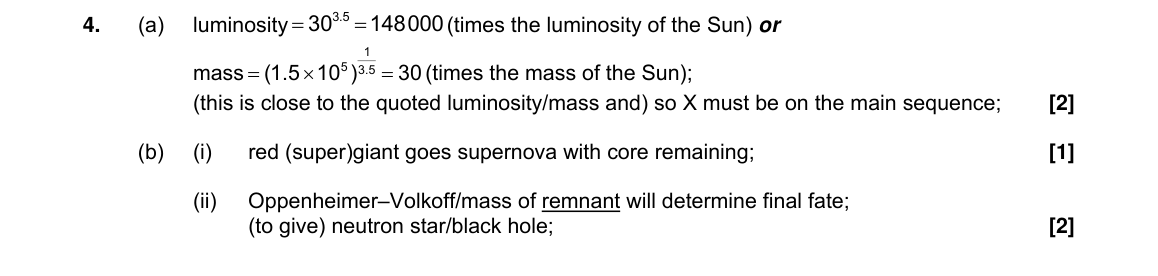 4. (a) luminosity = 30^3.5 = 148000 (times the luminosity of the Sun) or
mass = (1.5×10^5)^(1/3.5) = 30 (times the mass of the Sun);
(this is close to the quoted luminosity/mass and) so X must be on the main sequence; [2]
(b) (i) red (super)giant goes supernova with core remaining; [1]
(ii) Oppenheimer–Volkoff/mass of remnant will determine final fate;
(to give) neutron star/black hole; [2]